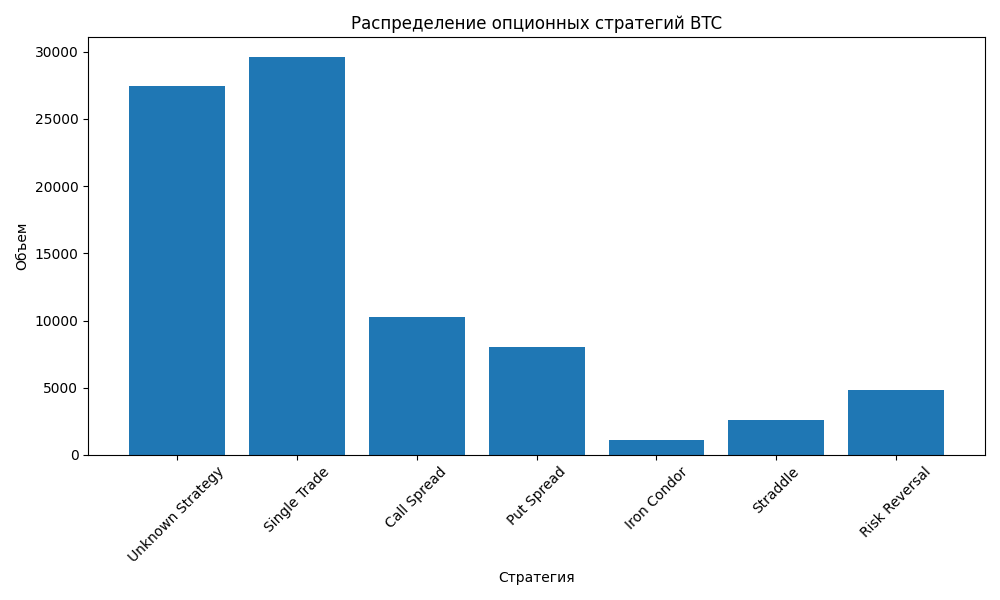 Распределение опционных стратегий BTC
30000
25000
20000
15000
10000
5000
0
Объем
Unknown Strategy
Single Trade
Call Spread
Put Spread
Iron Condor
Straddle
Risk Reversal
Стратегия